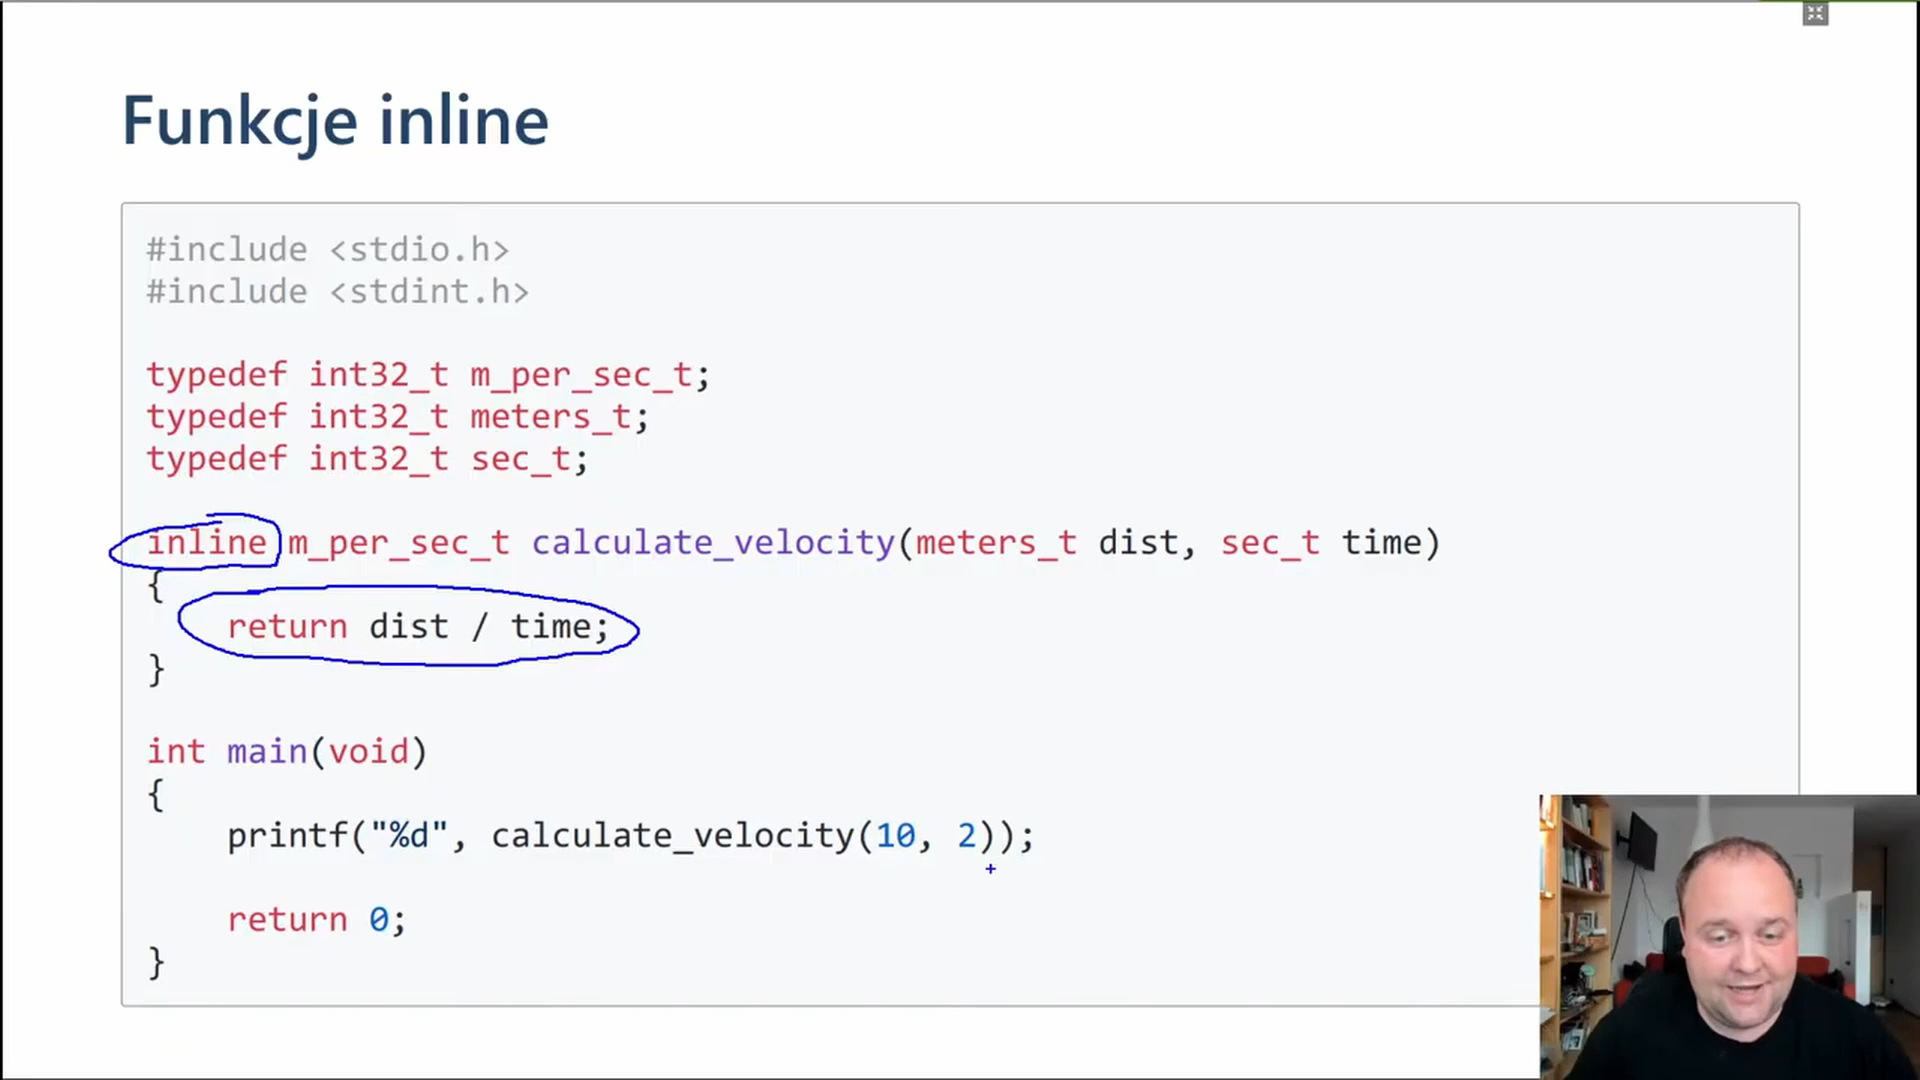 Funkcje inline
#include <stdio.h>
#include <stdint.h>
typedef int32_t m_per_sec_t;
typedef int32_t meters_t;
typedef int32_t sec_t;
inline m_per_sec_t calculate_velocity(meters_t dist, sec_t time)
{
    return dist / time;
}
int main(void)
{
    printf("%d", calculate_velocity(10, 2));
    return 0;
}